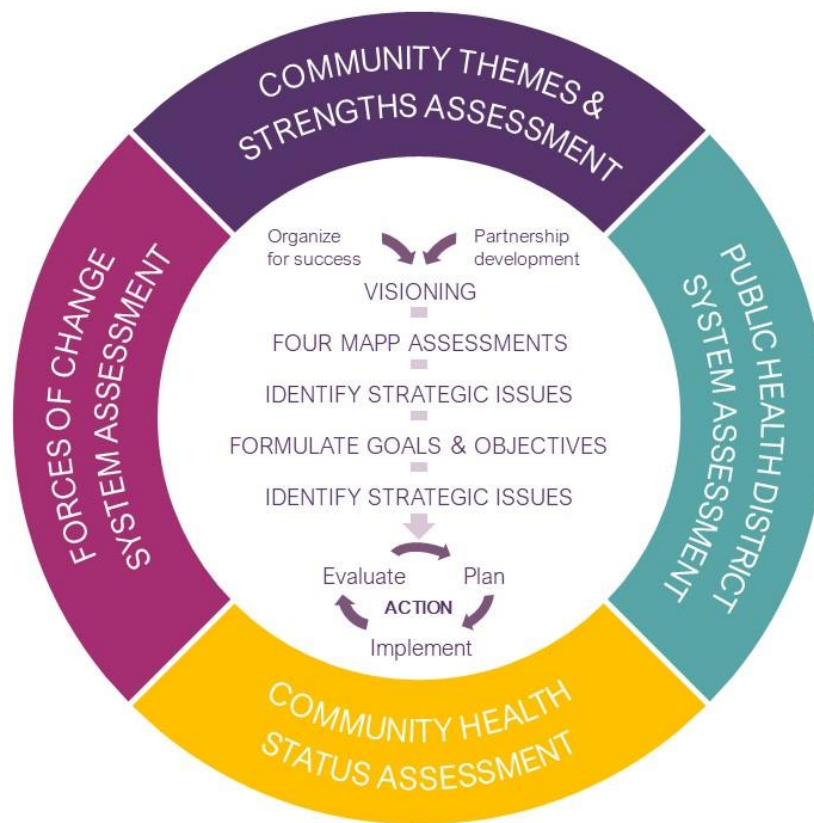 COMMUNITY THEMES &
STRENGTHS ASSESSMENT
PUBLIC HEALTH DISTRICT
SYSTEM ASSESSMENT
COMMUNITY HEALTH
STATUS ASSESSMENT
FORCES OF CHANGE
SYSTEM ASSESSMENT
Organize
for success
Partnership
development
VISIONING
FOUR MAPP ASSESSMENTS
IDENTIFY STRATEGIC ISSUES
FORMULATE GOALS & OBJECTIVES
IDENTIFY STRATEGIC ISSUES
Evaluate
Plan
ACTION
Implement